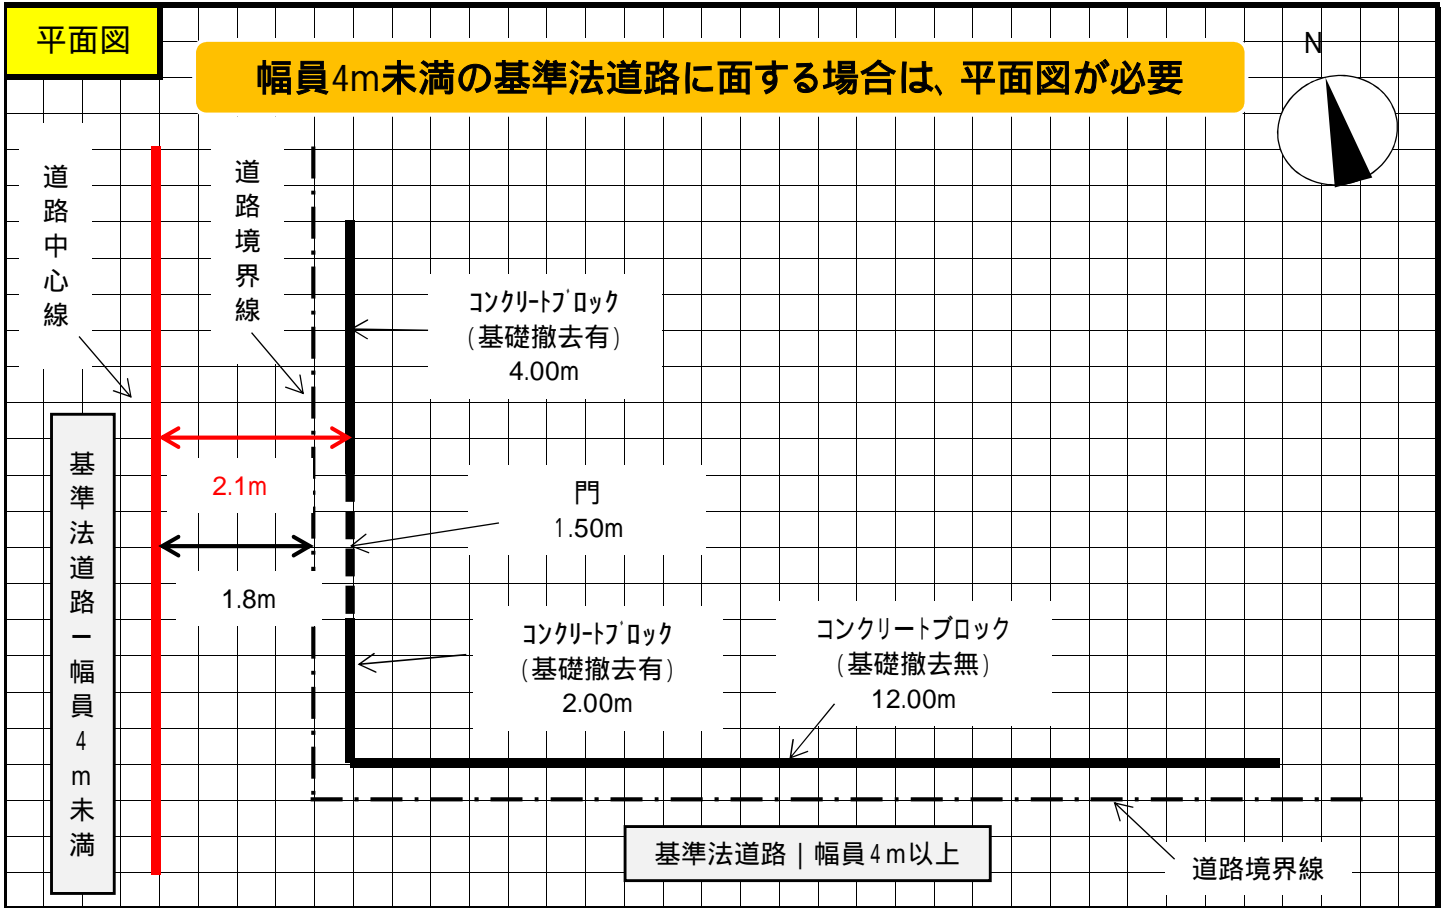 平面図
幅員4m未満の基準法道路に面する場合は、平面図が必要
N
道路中心線
道路境界線
コンクリートブロック
(基礎撤去有)
4.00m
2.1m
門
1.50m
1.8m
コンクリートブロック
(基礎撤去有)
2.00m
コンクリートブロック
(基礎撤去無)
12.00m
基準法道路ー幅員4m未満
基準法道路｜幅員4m以上
道路境界線